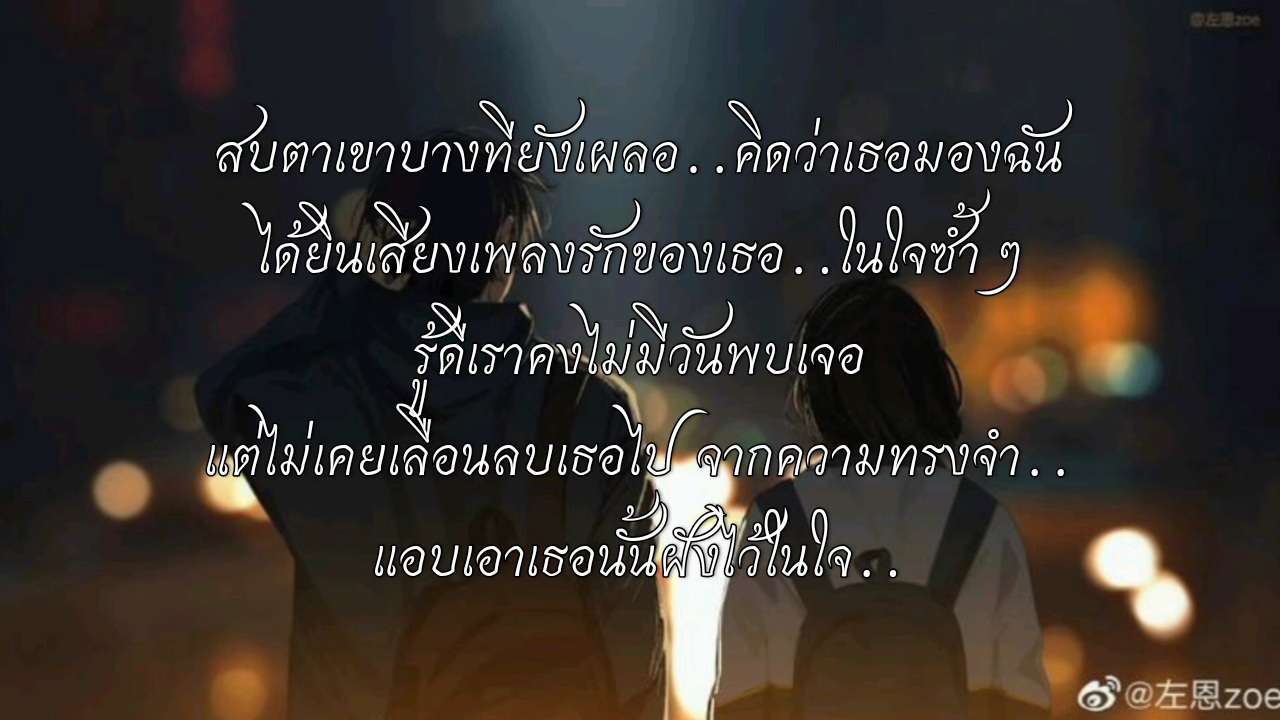 @左恩zoe
สบตาเขาบางทียังเผลอ..คิดว่าเธอมองฉัน
ได้ยินเสียงเพลงรักของเธอ..ในใจซ้ำ ๆ
รู้ดีเราคงไม่มีวันพบเจอ
แต่ไม่เคยเลื่อนลบเธอไป จากความทรงจำ..
แอบเอาเธอนั้นฝังไว้ในใจ..
@左恩zoe